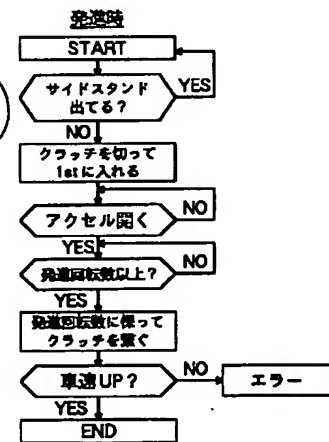 発進時
START
サイドスタンド
出てる?
YES
NO
クラッチを切って
1stに入れる
アクセル開く
NO
YES
発進回転数以上?
NO
YES
発進回転数に保って
クラッチを繋ぐ
車速UP?
NO
エラー
YES
END